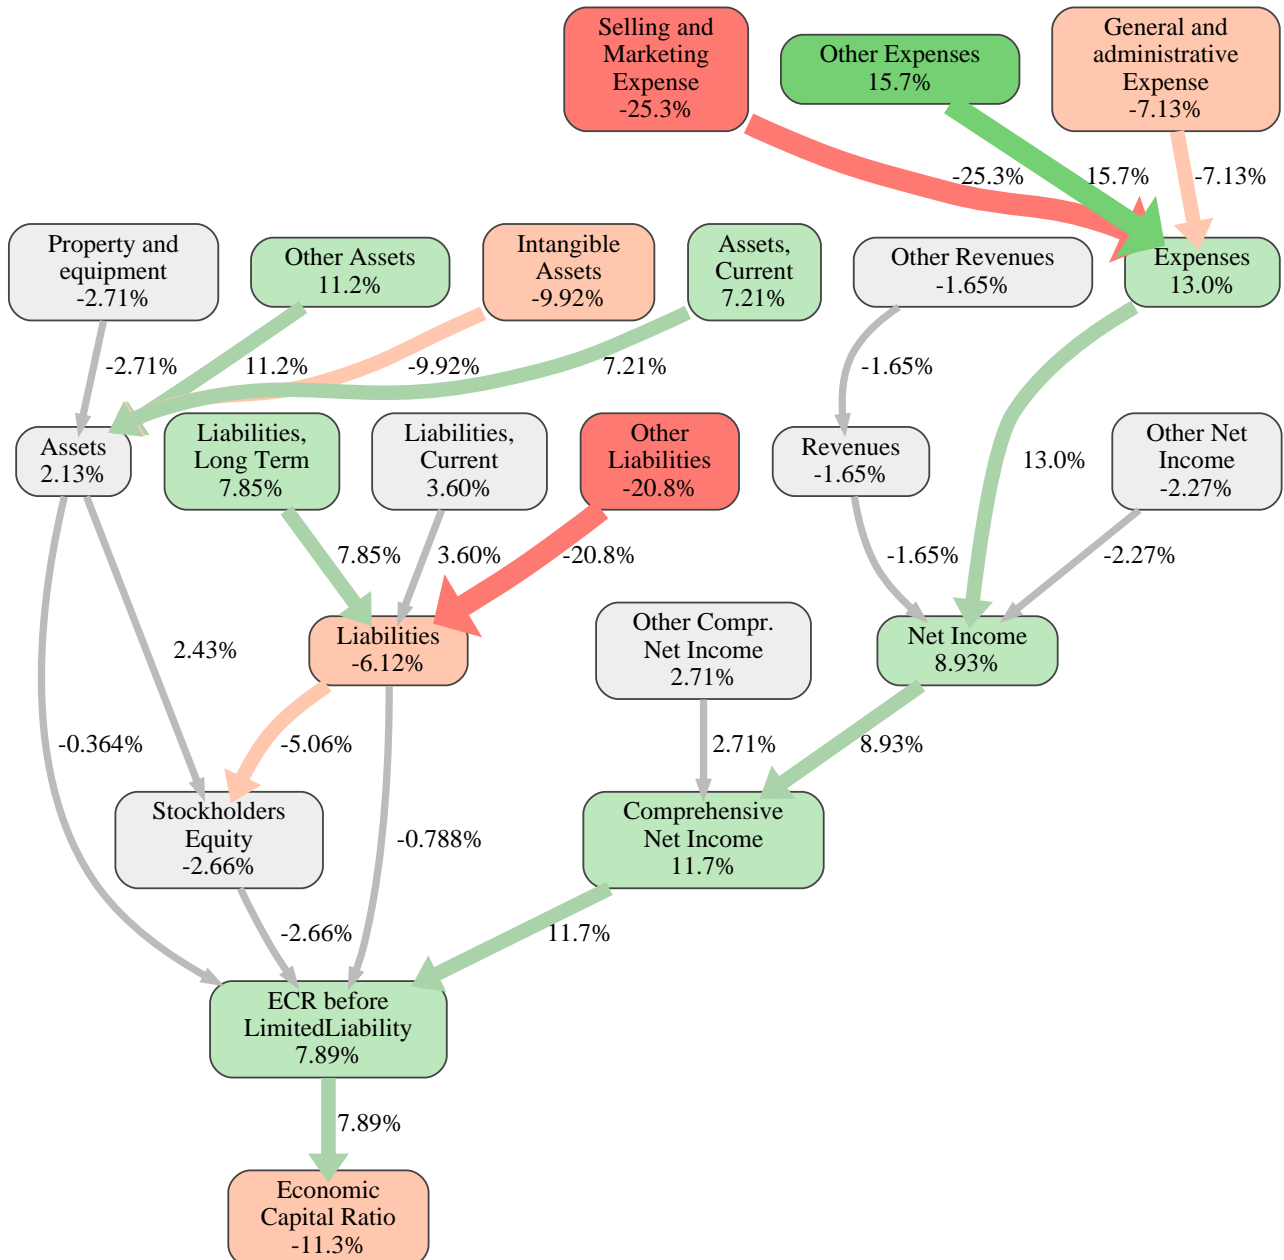 Selling and
Marketing
Expense
-25.3%
Other Expenses
15.7%
General and
administrative
Expense
-7.13%
-25.3%
15.7%
-7.13%
Property and
equipment
-2.71%
Other Assets
11.2%
Intangible
Assets
-9.92%
Assets,
Current
7.21%
Other Revenues
-1.65%
Expenses
13.0%
-2.71%
11.2%
-9.92%
7.21%
-1.65%
Assets
2.13%
Liabilities,
Long Term
7.85%
Liabilities,
Current
3.60%
Other
Liabilities
-20.8%
Revenues
-1.65%
13.0%
Other Net
Income
-2.27%
7.85%
3.60%
-20.8%
-1.65%
-2.27%
2.43%
Liabilities
-6.12%
Other Compr.
Net Income
2.71%
Net Income
8.93%
-0.364%
-5.06%
2.71%
8.93%
Stockholders
Equity
-2.66%
-0.788%
Comprehensive
Net Income
11.7%
-2.66%
11.7%
ECR before
LimitedLiability
7.89%
7.89%
Economic
Capital Ratio
-11.3%